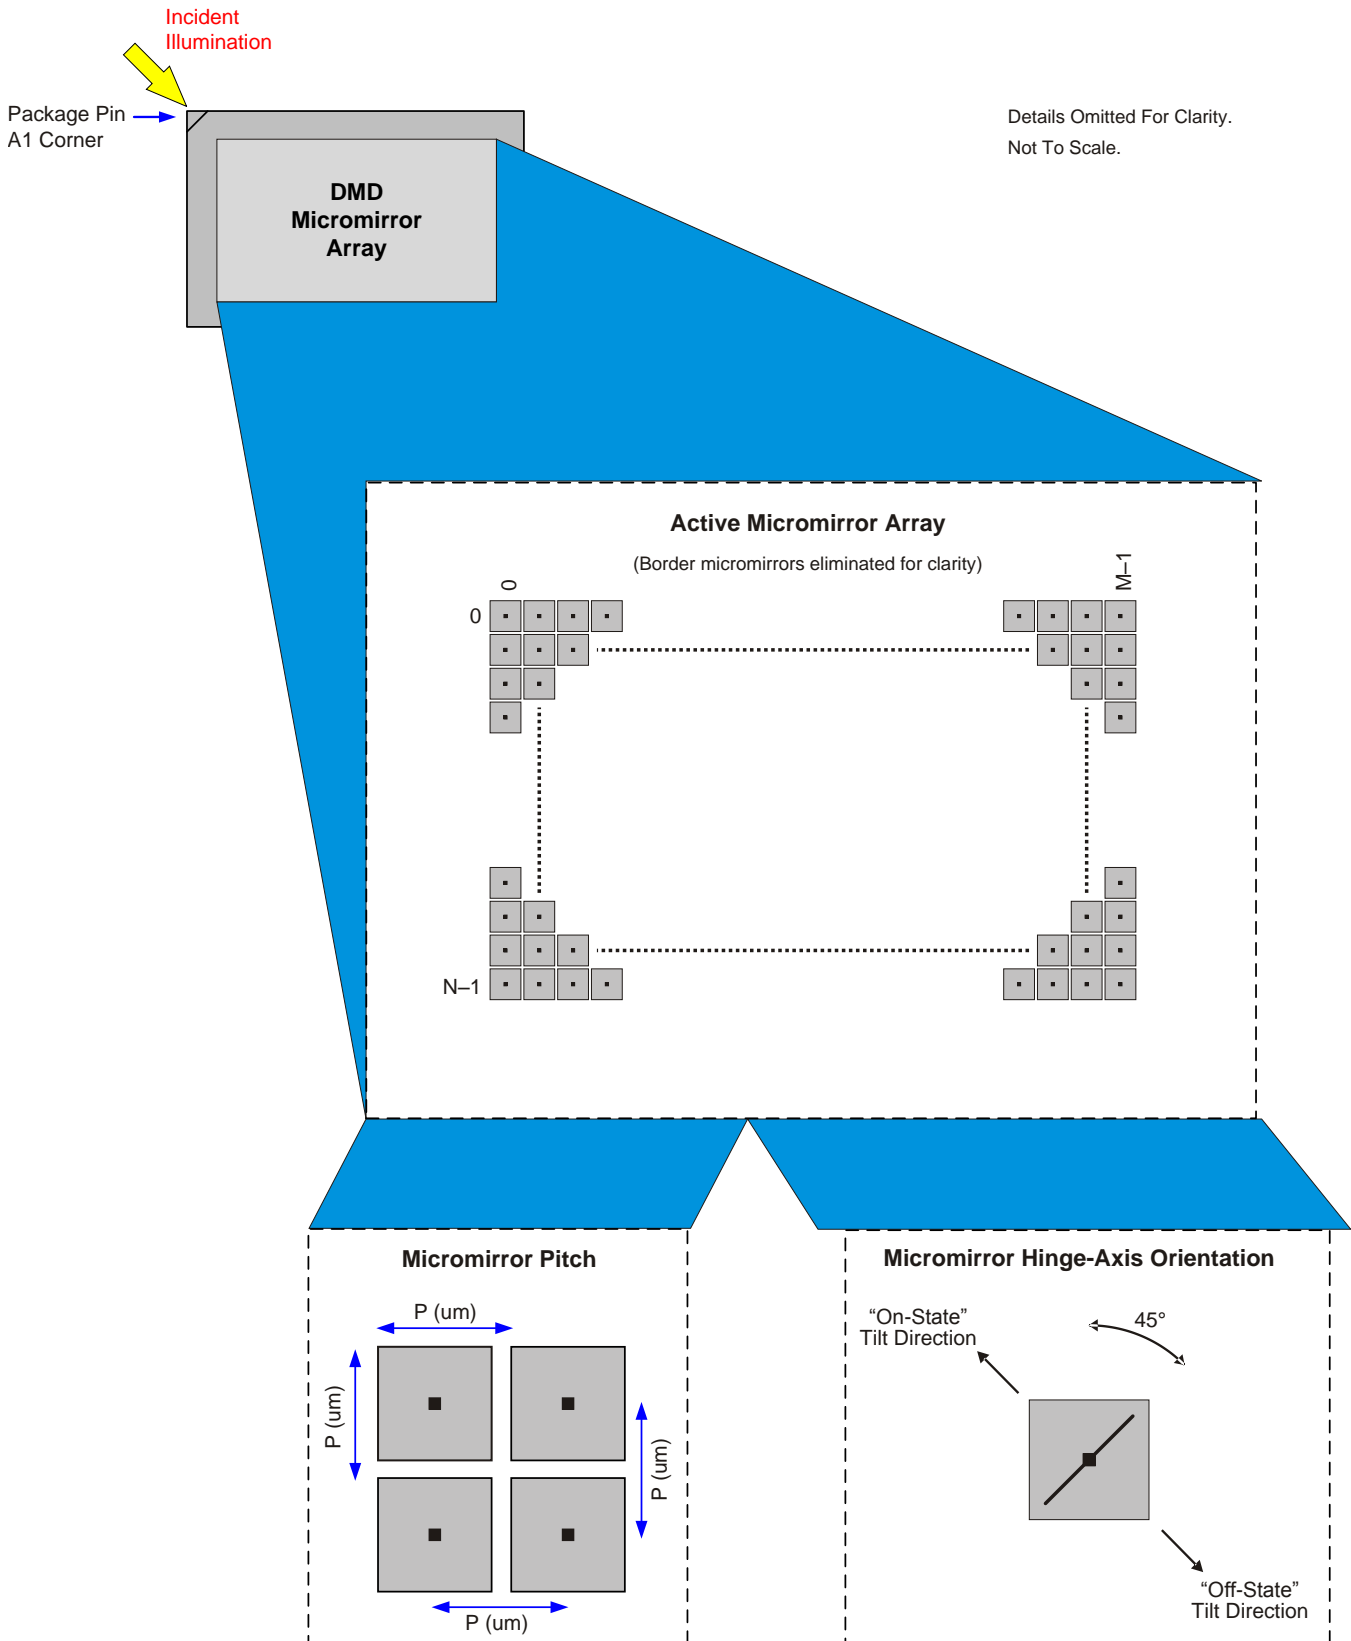 Incident
Illumination
Package Pin
A1 Corner
Details Omitted For Clarity.
Not To Scale.
DMD
Micromirror
Array
Active Micromirror Array
(Border micromirrors eliminated for clarity)
0
M–1
0
N–1
Micromirror Pitch
P (um)
P (um)
P (um)
P (um)
Micromirror Hinge-Axis Orientation
“On-State”
Tilt Direction
45°
“Off-State”
Tilt Direction